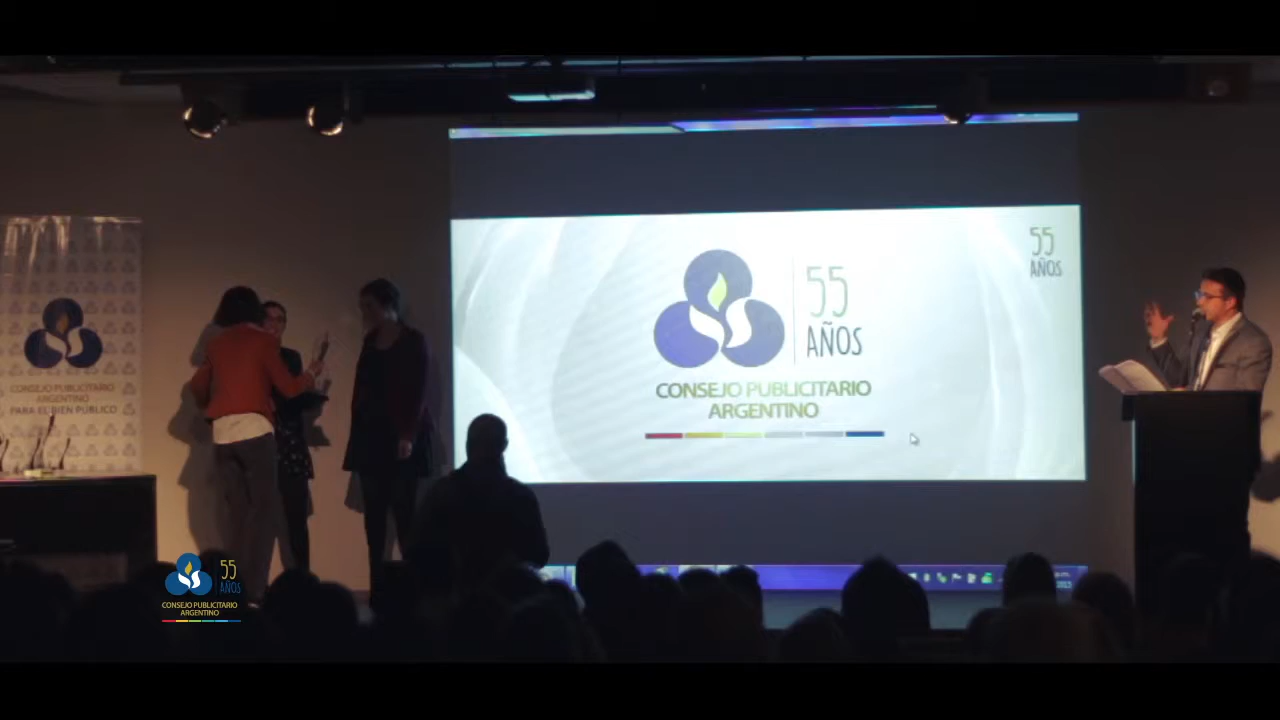 55
AÑOS
55
AÑOS
CONSEJO PUBLICITARIO
ARGENTINO
CONSEJO PUBLICITARIO
ARGENTINO
PARA EL BIEN PÚBLICO
55
AÑOS
CONSEJO PUBLICITARIO
ARGENTINO